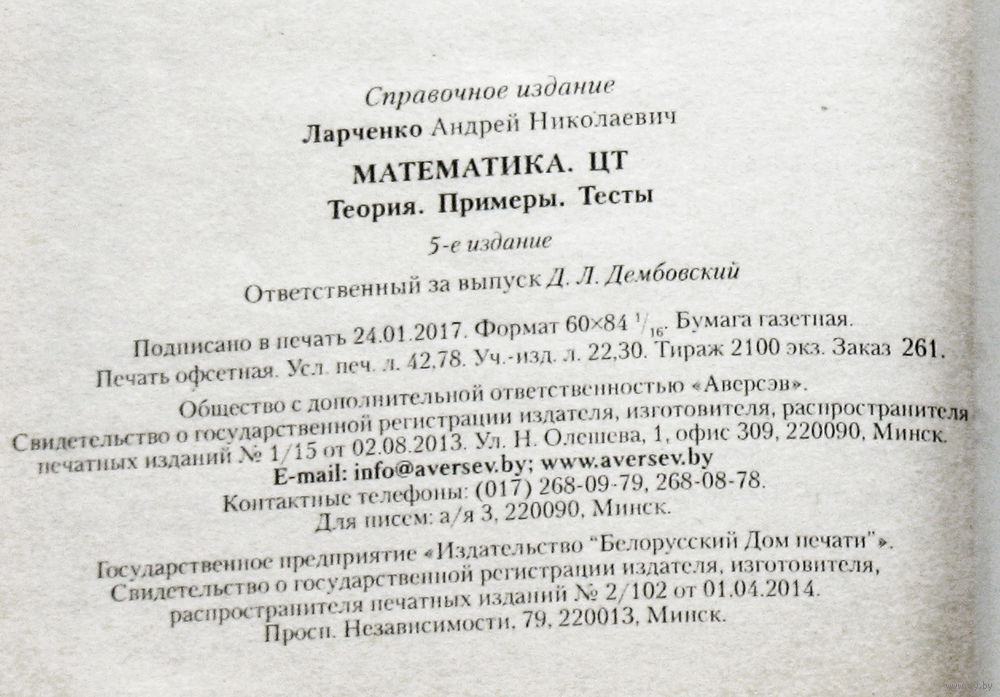 Справочное издание
Ларченко Андрей Николаевич
МАТЕМАТИКА. ЦТ
Теория. Примеры. Тесты
5-е издание
Ответственный за выпуск Д. Л. Дембовский
Подписано в печать 24.01.2017. Формат 60×84 1/16. Бумага газетная.
Печать офсетная. Усл. печ. л. 42,78. Уч.-изд. л. 22,30. Тираж 2100 экз. Заказ 261.
Общество с дополнительной ответственностью «Аверсэв».
Свидетельство о государственной регистрации издателя, изготовителя, распространителя
печатных изданий № 1/15 от 02.08.2013. Ул. Н. Олешева, 1, офис 309, 220090, Минск.
E-mail: info@aversev.by; www.aversev.by
Контактные телефоны: (017) 268-09-79, 268-08-78.
Для писем: а/я 3, 220090, Минск.
Государственное предприятие «Издательство “Белорусский Дом печати”».
Свидетельство о государственной регистрации издателя, изготовителя,
распространителя печатных изданий № 2/102 от 01.04.2014.
Просп. Независимости, 79, 220013, Минск.